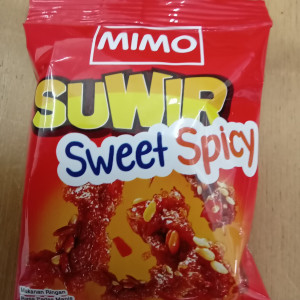 MIMO
SUWIR
Sweet Spicy
Makanan Ringan